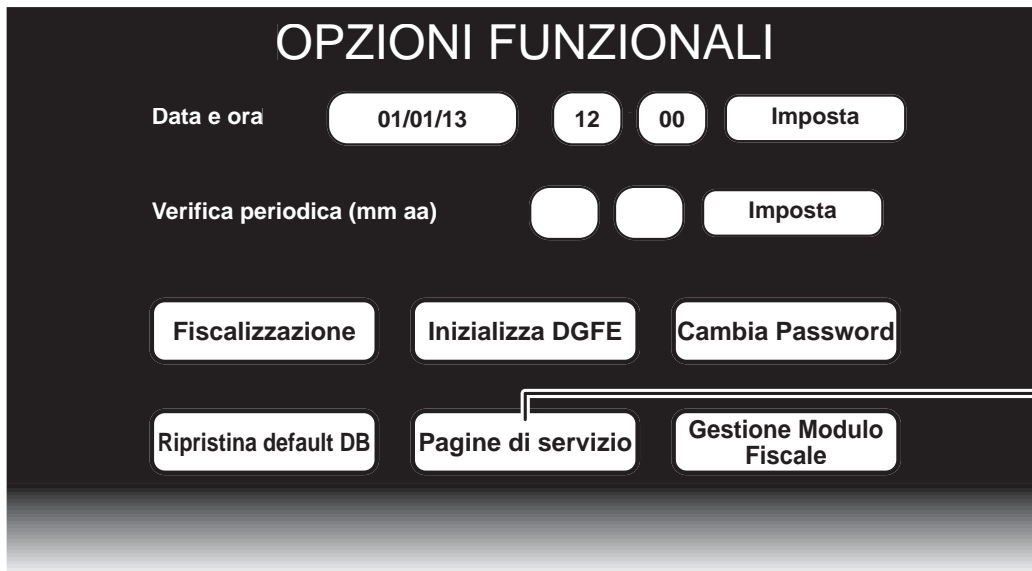 OPZIONI FUNZIONALI
Data e ora 01/01/13 12 00 Imposta
Verifica periodica (mm aa) Imposta
Fiscalizzazione Inizializza DGFE Cambia Password
Ripristina default DB Pagine di servizio Gestione Modulo
Fiscale